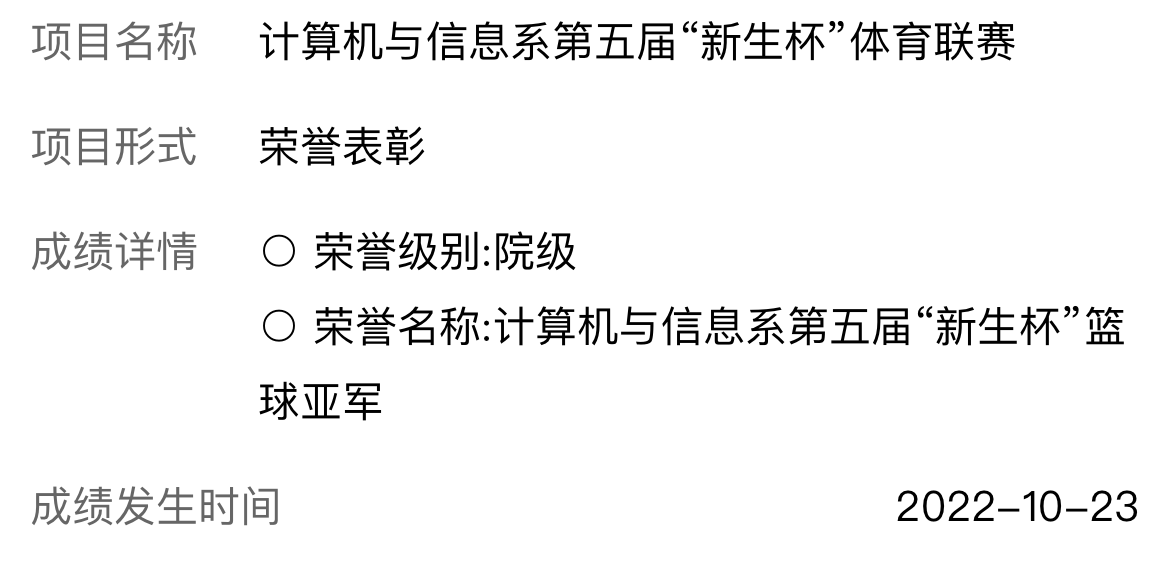 项目名称 计算机与信息系第五届“新生杯”体育联赛
项目形式 荣誉表彰
成绩详情 ○ 荣誉级别:院级
○ 荣誉名称:计算机与信息系第五届“新生杯”篮
球亚军
成绩发生时间 2022-10-23